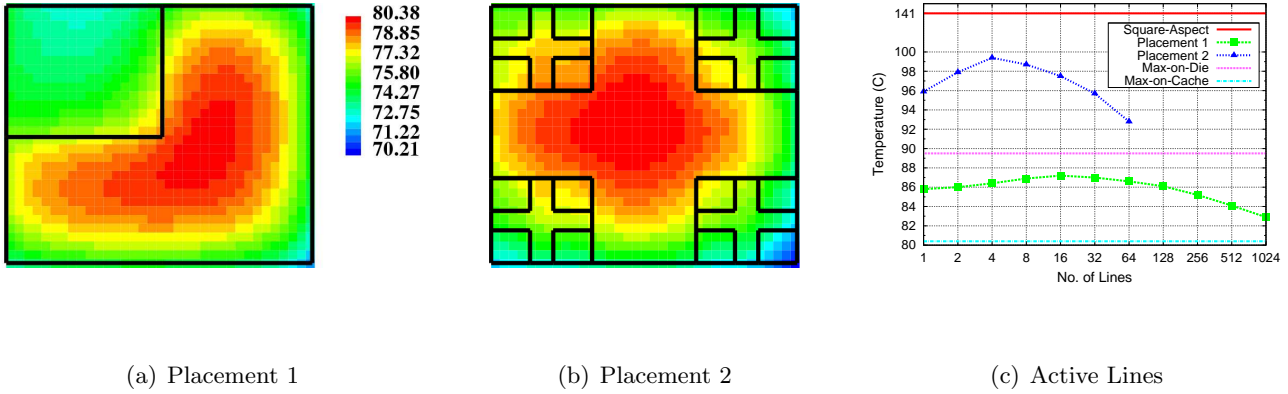 80.38
78.85
77.32
75.80
74.27
72.75
71.22
70.21
141
100
98
96
94
92
90
88
86
84
82
80
Temperature (C)
Square-Aspect
Placement 1
Placement 2
Max-on-Die
Max-on-Cache
1 2 4 8 16 32 64 128 256 512 1024
No. of Lines
(a) Placement 1
(b) Placement 2
(c) Active Lines